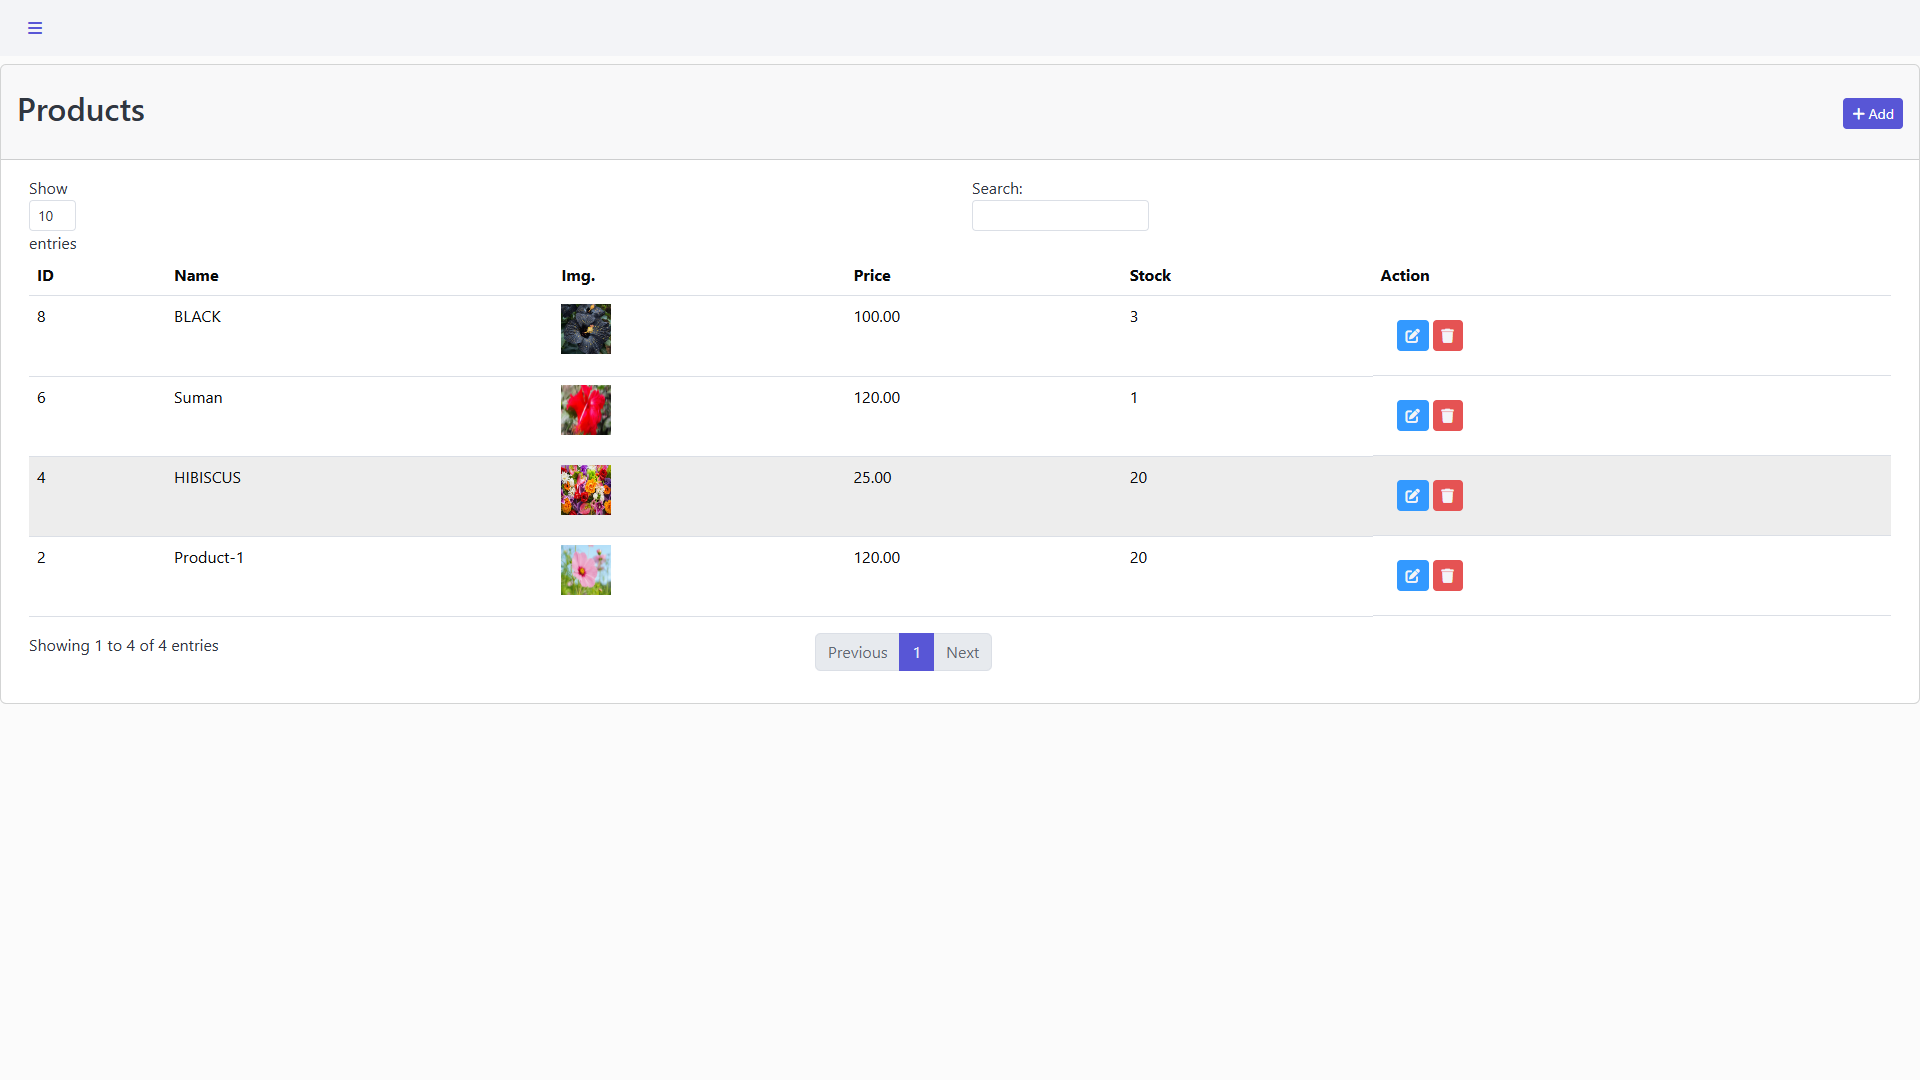 Products
Add
Show
10
entries
Search:
ID Name Img. Price Stock Action
8 BLACK 100.00 3
6 Suman 120.00 1
4 HIBISCUS 25.00 20
2 Product-1 120.00 20
Showing 1 to 4 of 4 entries
Previous 1 Next